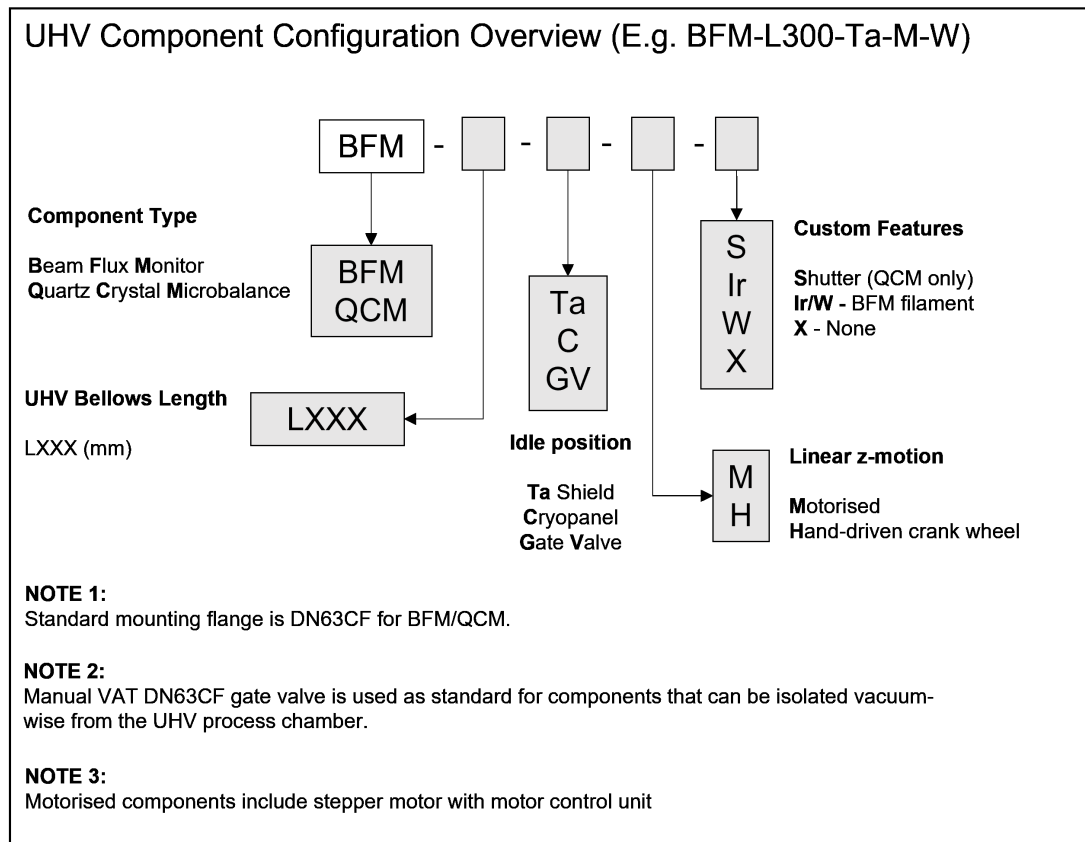 UHV Component Configuration Overview (E.g. BFM-L300-Ta-M-W)
BFM - - - -
Component Type
Beam Flux Monitor
Quartz Crystal Microbalance
BFM
QCM
UHV Bellows Length
LXXX (mm)
LXXX
Ta
C
GV
Idle position
Ta Shield
Cryopanel
Gate Valve
S
Ir
W
X
Custom Features
Shutter (QCM only)
Ir/W - BFM filament
X - None
M
H
Linear z-motion
Motorised
Hand-driven crank wheel
NOTE 1:
Standard mounting flange is DN63CF for BFM/QCM.
NOTE 2:
Manual VAT DN63CF gate valve is used as standard for components that can be isolated vacuum-
wise from the UHV process chamber.
NOTE 3:
Motorised components include stepper motor with motor control unit